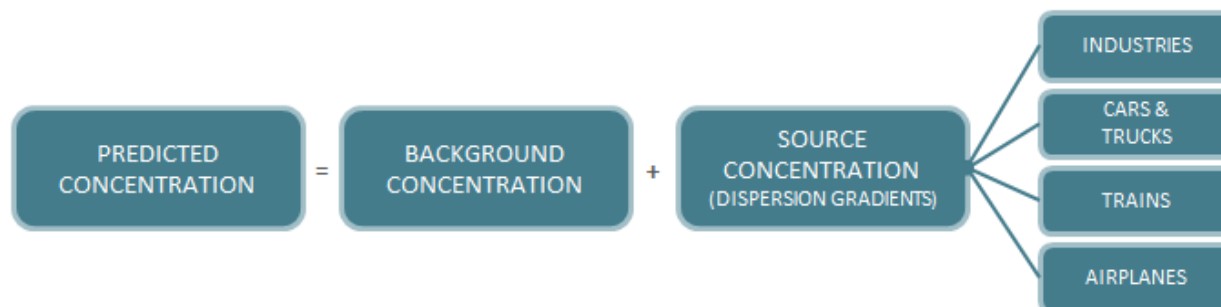 PREDICTED
CONCENTRATION
=
BACKGROUND
CONCENTRATION
+
SOURCE
CONCENTRATION
(DISPERSION GRADIENTS)
INDUSTRIES
CARS &
TRUCKS
TRAINS
AIRPLANES